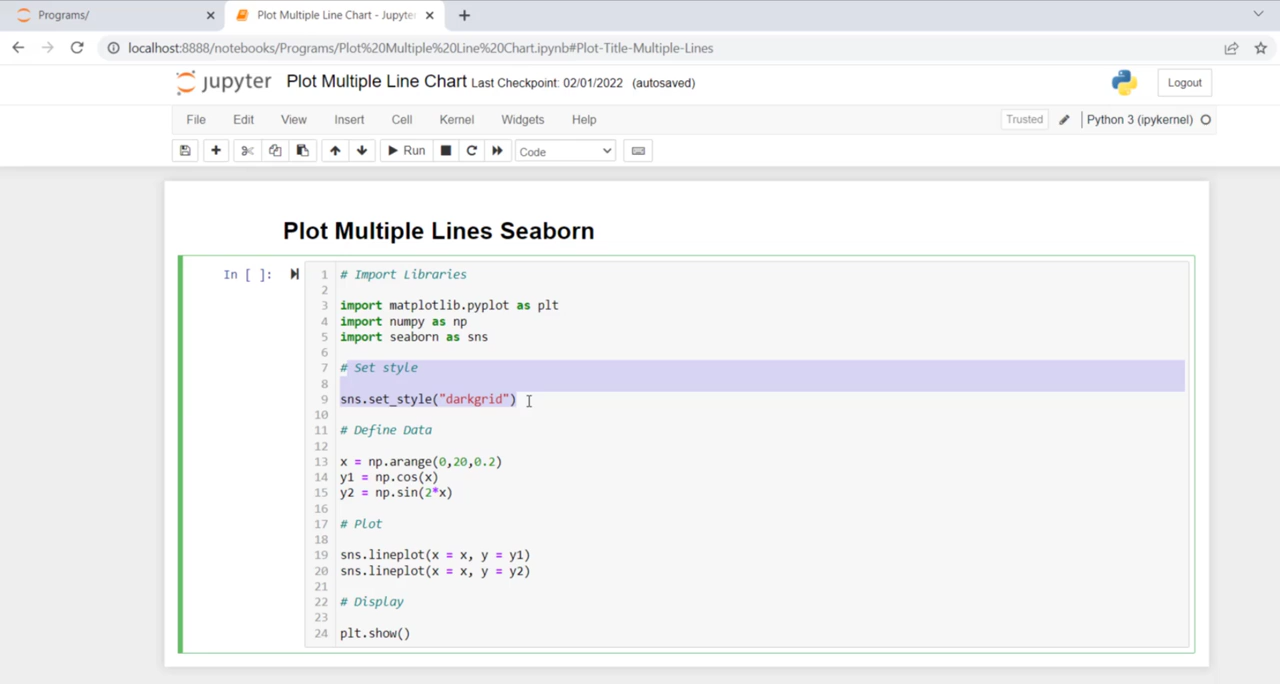 Programs/
Plot Multiple Line Chart - Jupyter
localhost:8888/notebooks/Programs/Plot%20Multiple%20Line%20Chart.ipynb#Plot-Title-Multiple-Lines
jupyter Plot Multiple Line Chart Last Checkpoint: 02/01/2022 (autosaved)
Logout
File Edit View Insert Cell Kernel Widgets Help
Trusted Python 3 (ipykernel)
Run Code
Plot Multiple Lines Seaborn
In [ ]:
1 # Import Libraries
2
3 import matplotlib.pyplot as plt
4 import numpy as np
5 import seaborn as sns
6
7 # Set style
8
9 sns.set_style("darkgrid")
10
11 # Define Data
12
13 x = np.arange(0,20,0.2)
14 y1 = np.cos(x)
15 y2 = np.sin(2*x)
16
17 # Plot
18
19 sns.lineplot(x = x, y = y1)
20 sns.lineplot(x = x, y = y2)
21
22 # Display
23
24 plt.show()